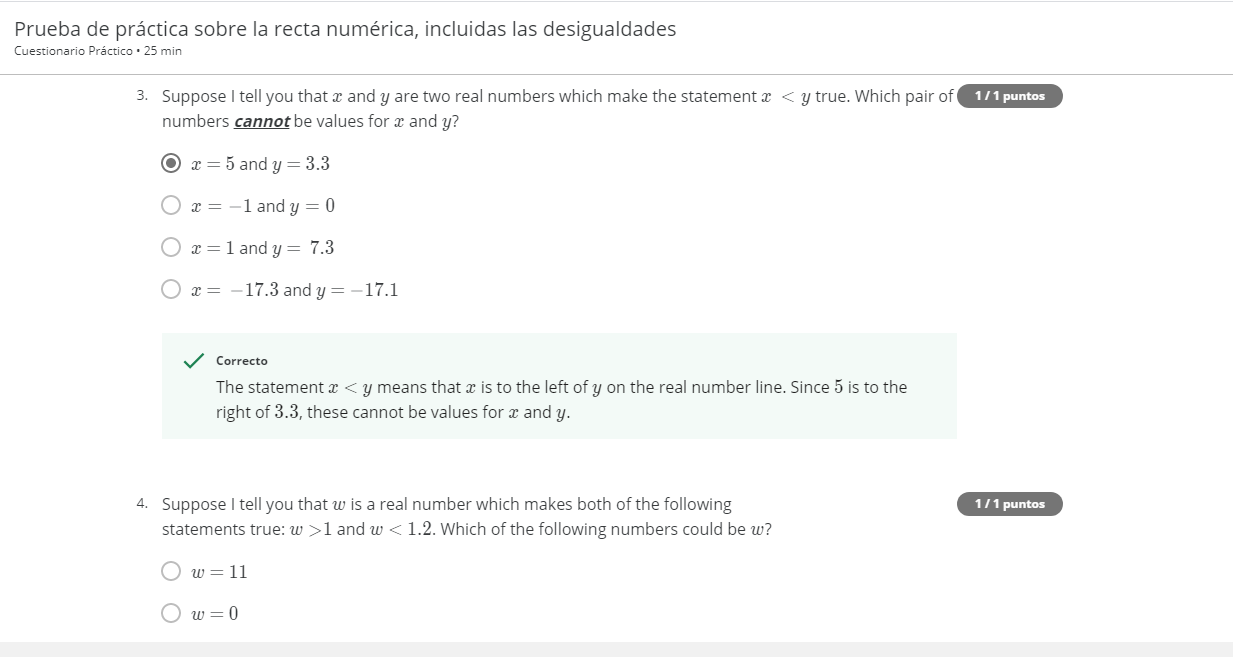 Prueba de práctica sobre la recta numérica, incluidas las desigualdades
Cuestionario Práctico • 25 min
3. Suppose I tell you that x and y are two real numbers which make the statement x < y true. Which pair of 1 / 1 puntos
numbers cannot be values for x and y?
x = 5 and y = 3.3
x = −1 and y = 0
x = 1 and y = 7.3
x = −17.3 and y = −17.1
Correcto
The statement x < y means that x is to the left of y on the real number line. Since 5 is to the
right of 3.3, these cannot be values for x and y.
4. Suppose I tell you that w is a real number which makes both of the following 1 / 1 puntos
statements true: w >1 and w < 1.2. Which of the following numbers could be w?
w = 11
w = 0